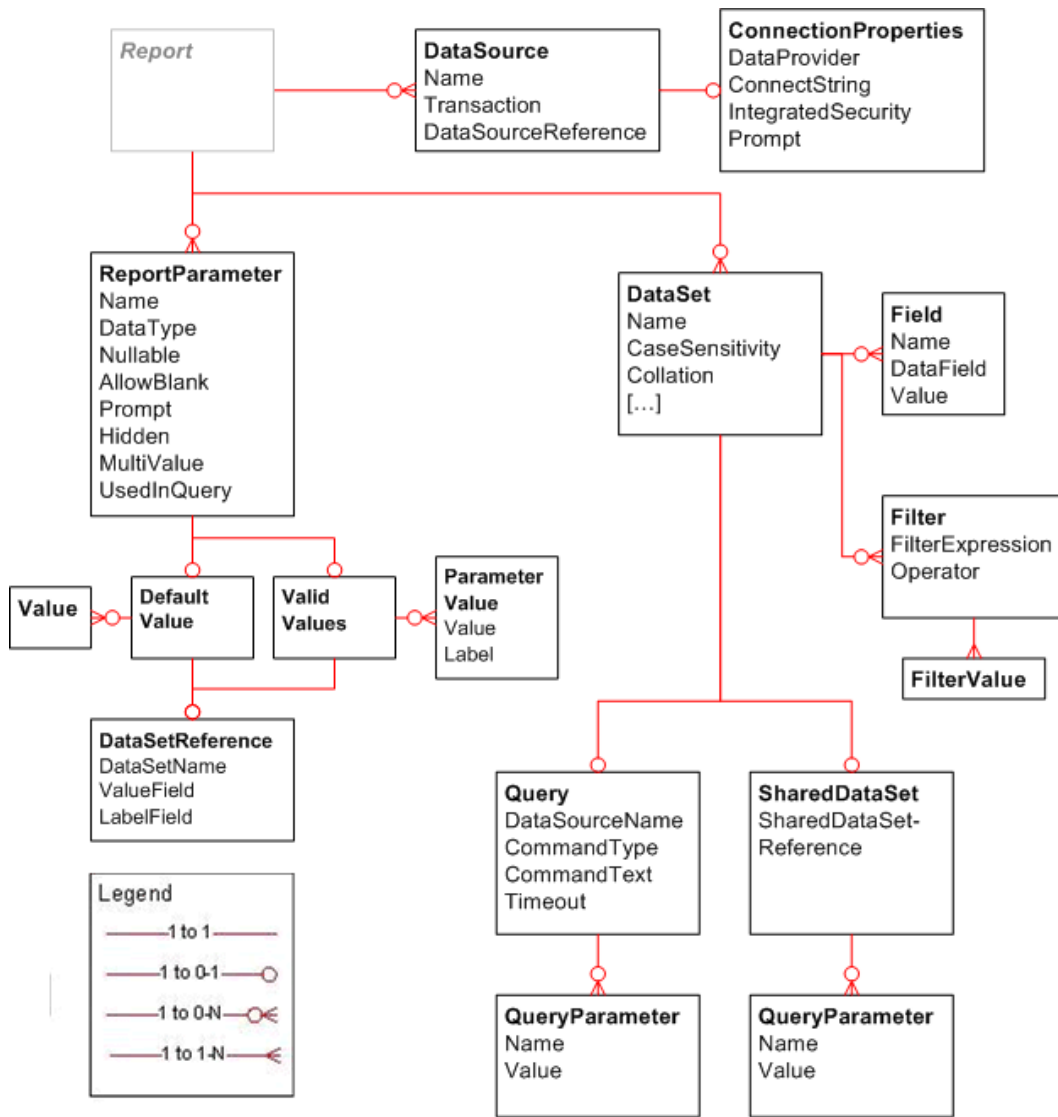 Report
DataSource
Name
Transaction
DataSourceReference
ConnectionProperties
DataProvider
ConnectString
IntegratedSecurity
Prompt
ReportParameter
Name
DataType
Nullable
AllowBlank
Prompt
Hidden
MultiValue
UsedInQuery
DataSet
Name
CaseSensitivity
Collation
[...]
Field
Name
DataField
Value
Filter
FilterExpression
Operator
FilterValue
Value
Default
Value
Valid
Values
Parameter
Value
Value
Label
DataSetReference
DataSetName
ValueField
LabelField
Query
DataSourceName
CommandType
CommandText
Timeout
SharedDataSet
SharedDataSet-
Reference
QueryParameter
Name
Value
QueryParameter
Name
Value
Legend
1 to 1
1 to 0-1
1 to 0-N
1 to 1-N